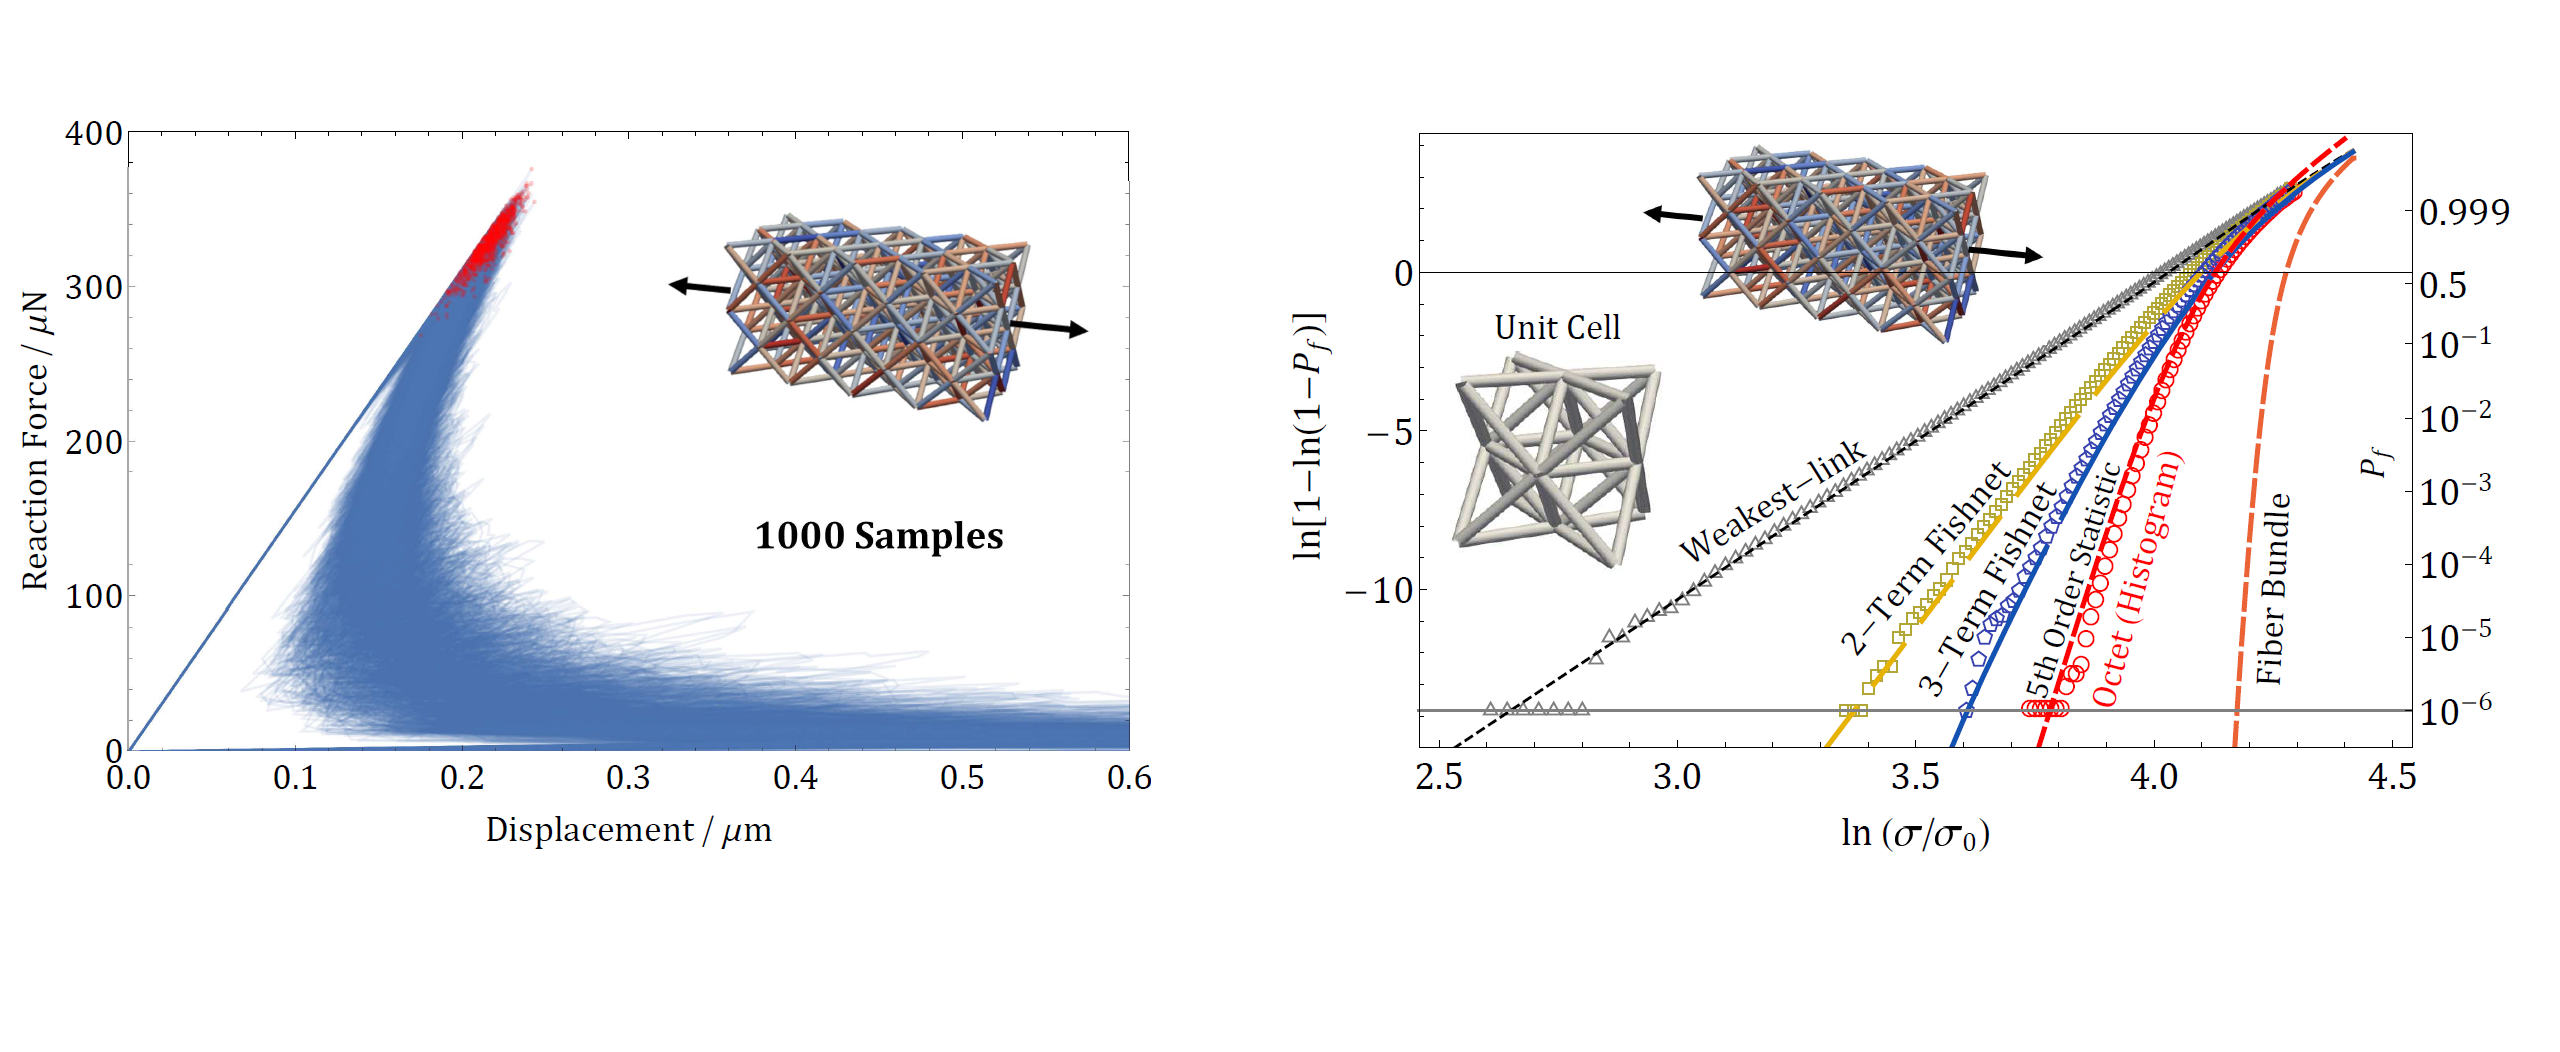 400
300
200
100
0
0.0 0.1 0.2 0.3 0.4 0.5 0.6
Reaction Force / μN
Displacement / μm
1000 Samples
0
−5
−10
2.5 3.0 3.5 4.0 4.5
ln[1−ln(1−P_f)]
ln (σ/σ₀)
Unit Cell
Weakest−link
2−Term Fishnet
3−Term Fishnet
5th Order Statistic
Octet (Histogram)
Fiber Bundle
0.999
0.5
10⁻¹
10⁻²
10⁻³
10⁻⁴
10⁻⁵
10⁻⁶
P_f